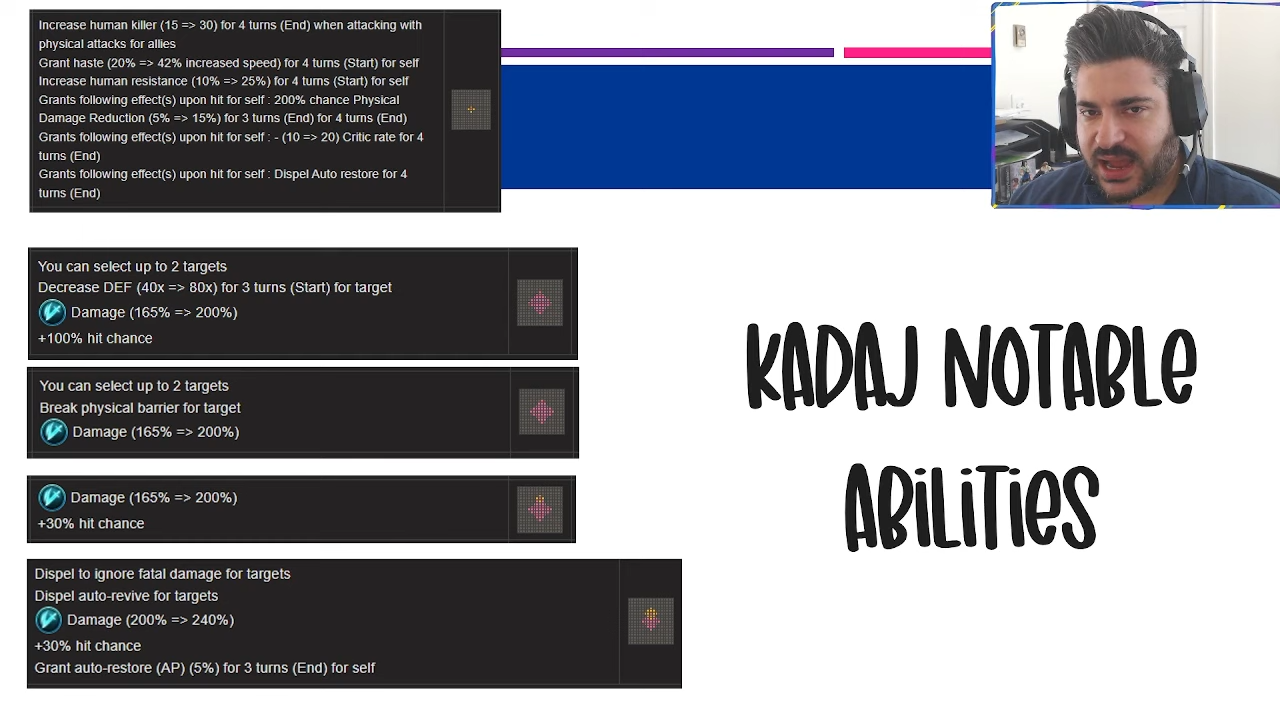 Increase human killer (15 => 30) for 4 turns (End) when attacking with
physical attacks for allies
Grant haste (20% => 42% increased speed) for 4 turns (Start) for self
Increase human resistance (10% => 25%) for 4 turns (Start) for self
Grants following effect(s) upon hit for self : 200% chance Physical
Damage Reduction (5% => 15%) for 3 turns (End) for 4 turns (End)
Grants following effect(s) upon hit for self : - (10 => 20) Critic rate for 4
turns (End)
Grants following effect(s) upon hit for self : Dispel Auto restore for 4
turns (End)
You can select up to 2 targets
Decrease DEF (40x => 80x) for 3 turns (Start) for target
Damage (165% => 200%)
+100% hit chance
You can select up to 2 targets
Break physical barrier for target
Damage (165% => 200%)
Damage (165% => 200%)
+30% hit chance
Dispel to ignore fatal damage for targets
Dispel auto-revive for targets
Damage (200% => 240%)
+30% hit chance
Grant auto-restore (AP) (5%) for 3 turns (End) for self
KADAJ NOTABLE
ABILITIES